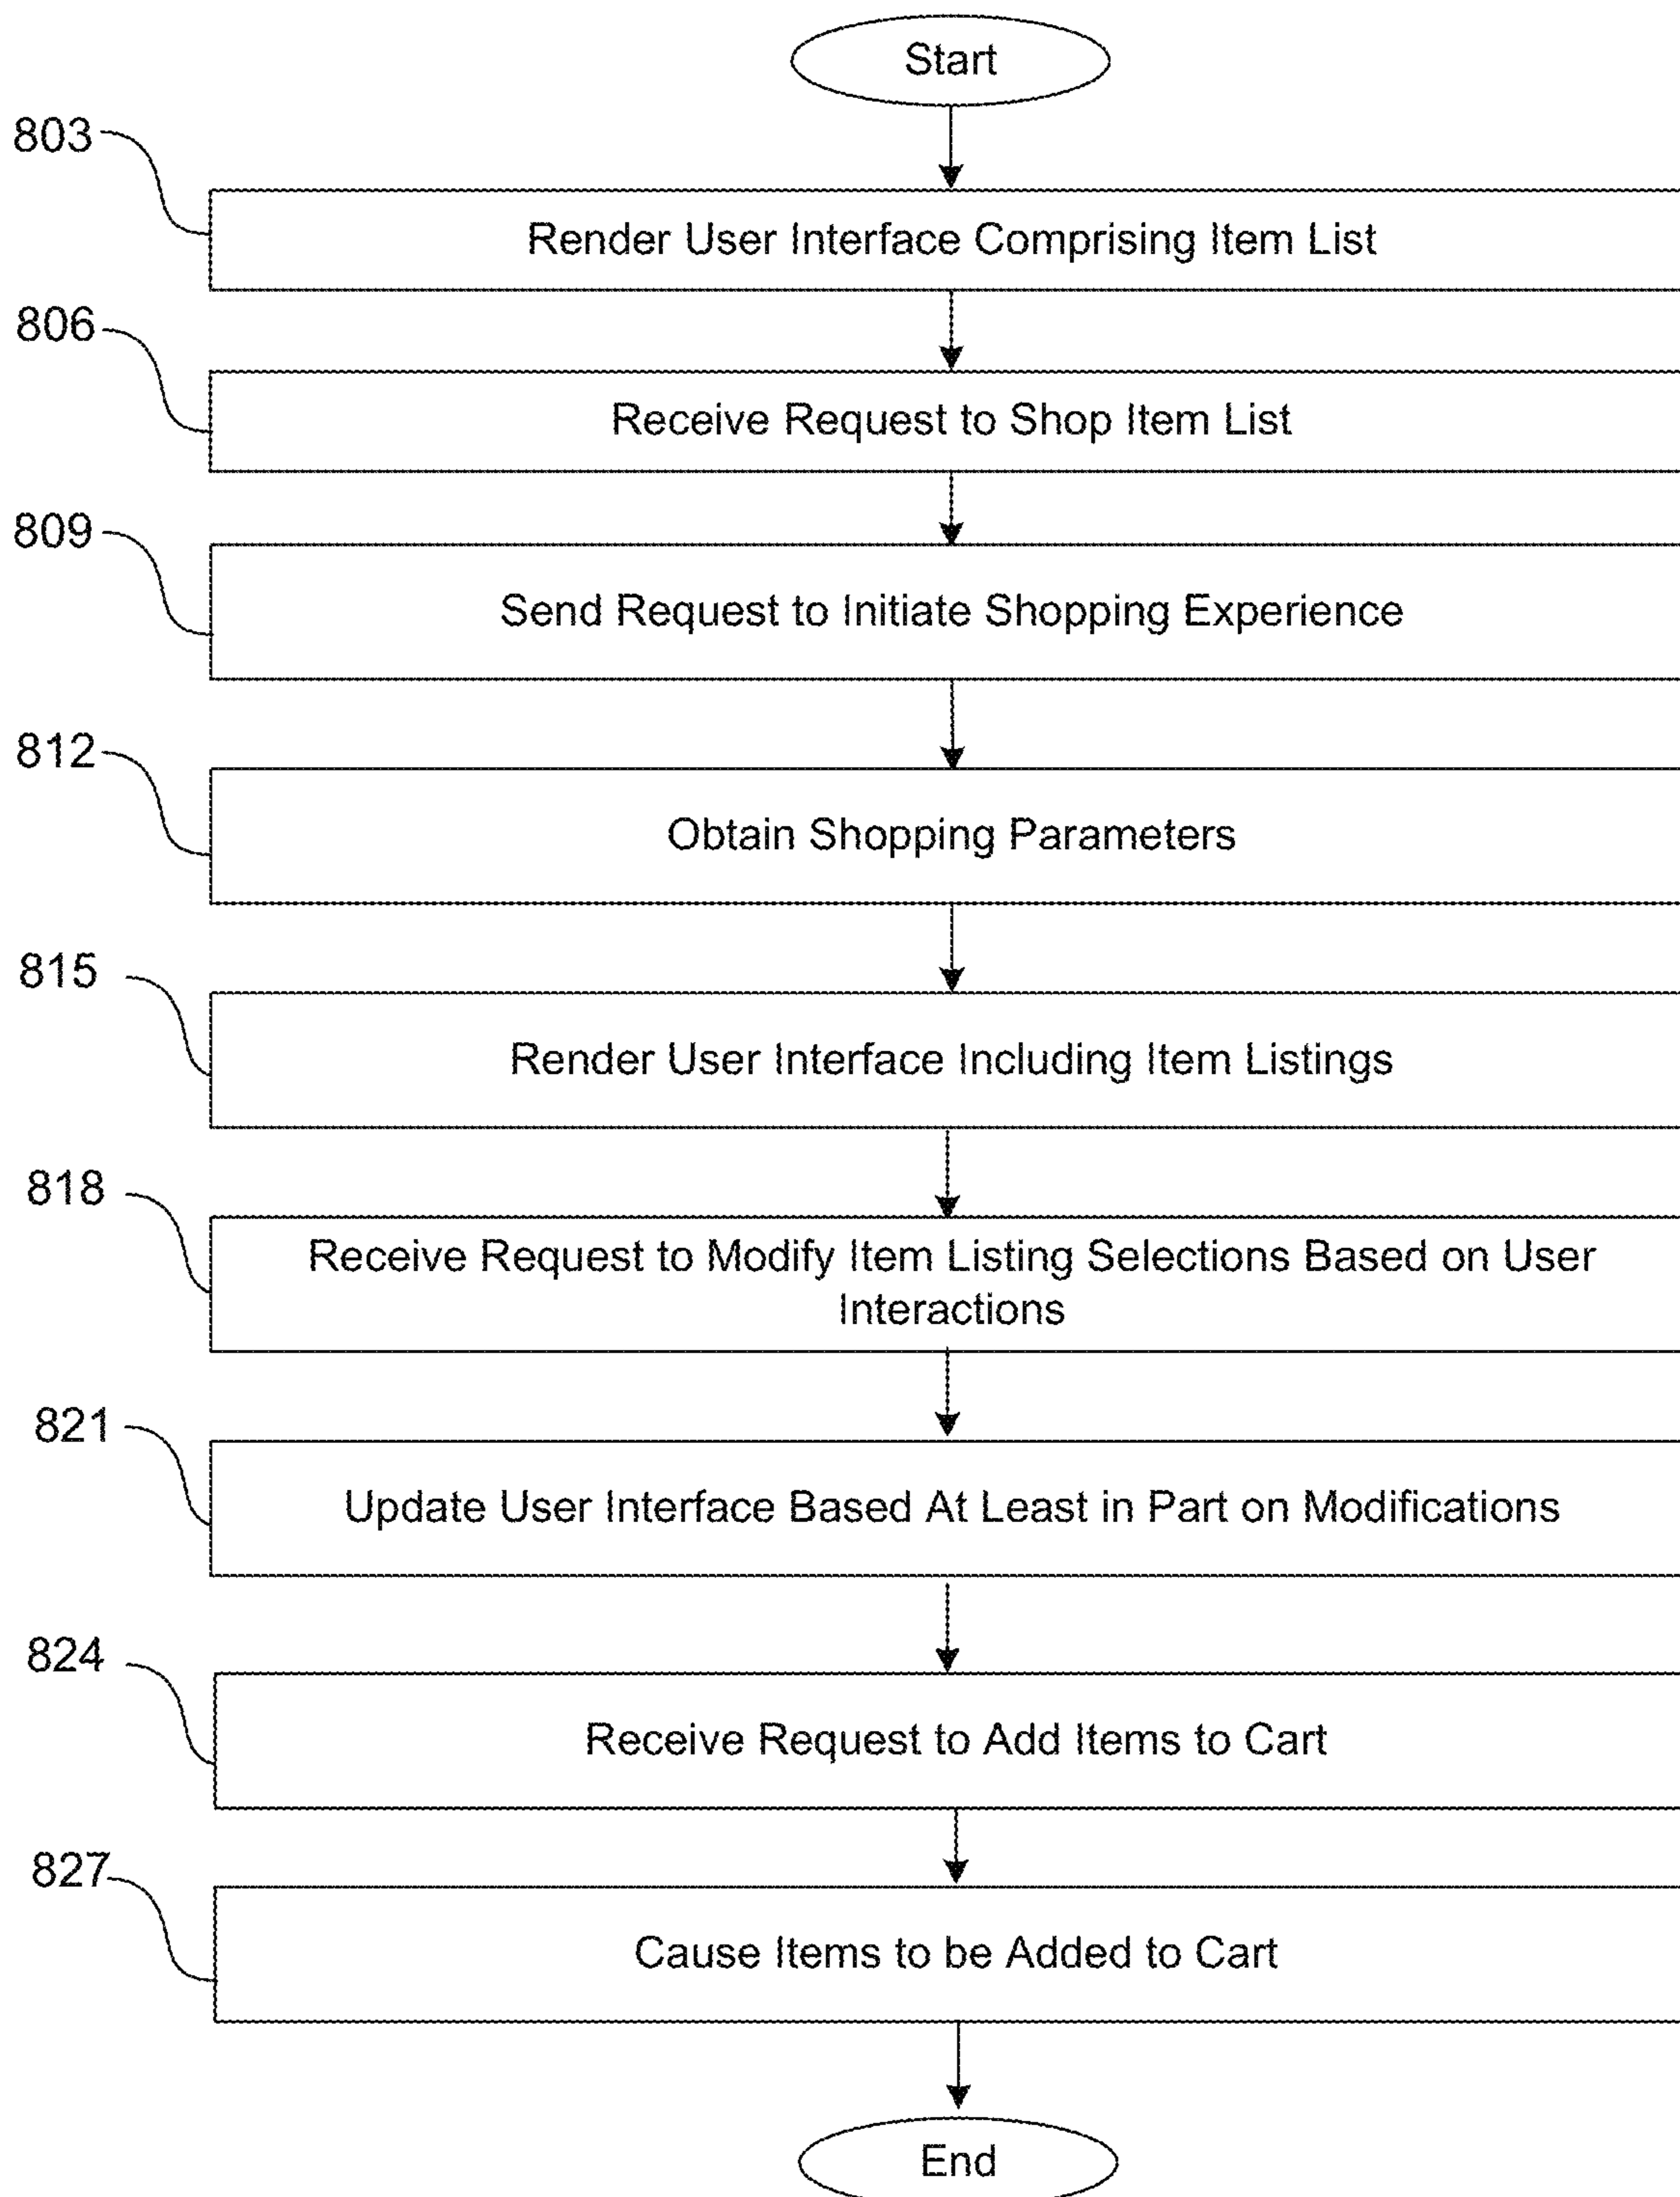 Start
803
Render User Interface Comprising Item List
806
Receive Request to Shop Item List
809
Send Request to Initiate Shopping Experience
812
Obtain Shopping Parameters
815
Render User Interface Including Item Listings
818
Receive Request to Modify Item Listing Selections Based on User
Interactions
821
Update User Interface Based At Least in Part on Modifications
824
Receive Request to Add Items to Cart
827
Cause Items to be Added to Cart
End